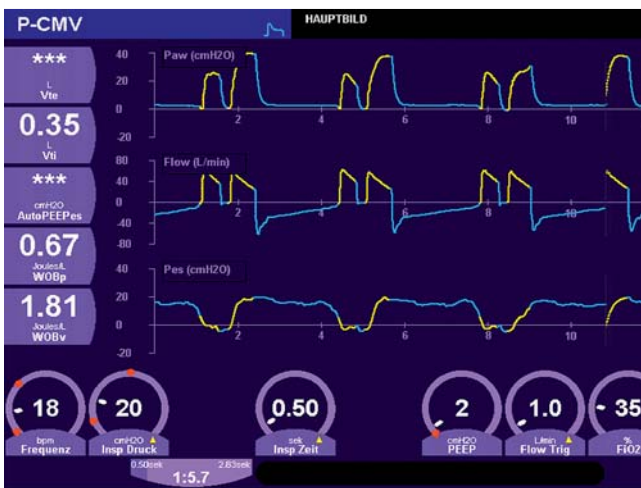 P-CMV
HAUPTBILD
***
L
Vte
0.35
L
Vti
***
cmH2O
AutoPEEPes
0.67
Joules/L
WOBp
1.81
Joules/L
WOBv
Paw (cmH2O)
40
20
0
-20
2
4
6
8
10
Flow (L/min)
80
40
0
-40
-80
2
4
6
8
10
Pes (cmH2O)
40
20
0
-20
2
4
6
8
10
18
bpm
Frequenz
20
cmH2O
Insp Druck
0.50
sek
Insp Zeit
2
cmH2O
PEEP
1.0
L/min
Flow Trig
35
%
FiO2
0.50sek 2.83sek
1:5.7